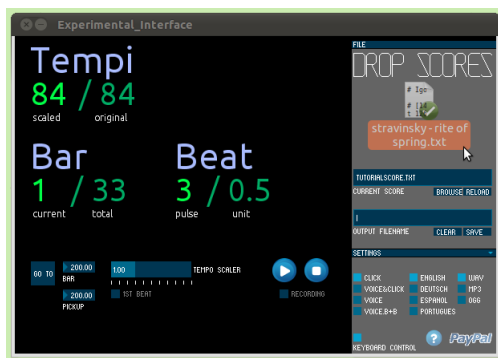 Experimental_Interface
Tempi
84 / 84
scaled original
Bar Beat
1 / 33 3 / 0.5
current total pulse unit
GO TO
200.00
BAR
200.00
PICKUP
1.00 TEMPO SCALER
1ST BEAT
RECORDING
FILE
DROP SCORES
# Igo
stravinsky - rite of
spring.txt
TUTORIALSCORE.TXT
CURRENT SCORE BROWSE RELOAD
OUTPUT FILENAME CLEAR SAVE
SETTINGS
CLICK ENGLISH WAV
VOICE&CLICK DEUTSCH MP3
VOICE ESPANOL OGG
VOICE.B+B PORTUGUES
KEYBOARD CONTROL ? PayPal